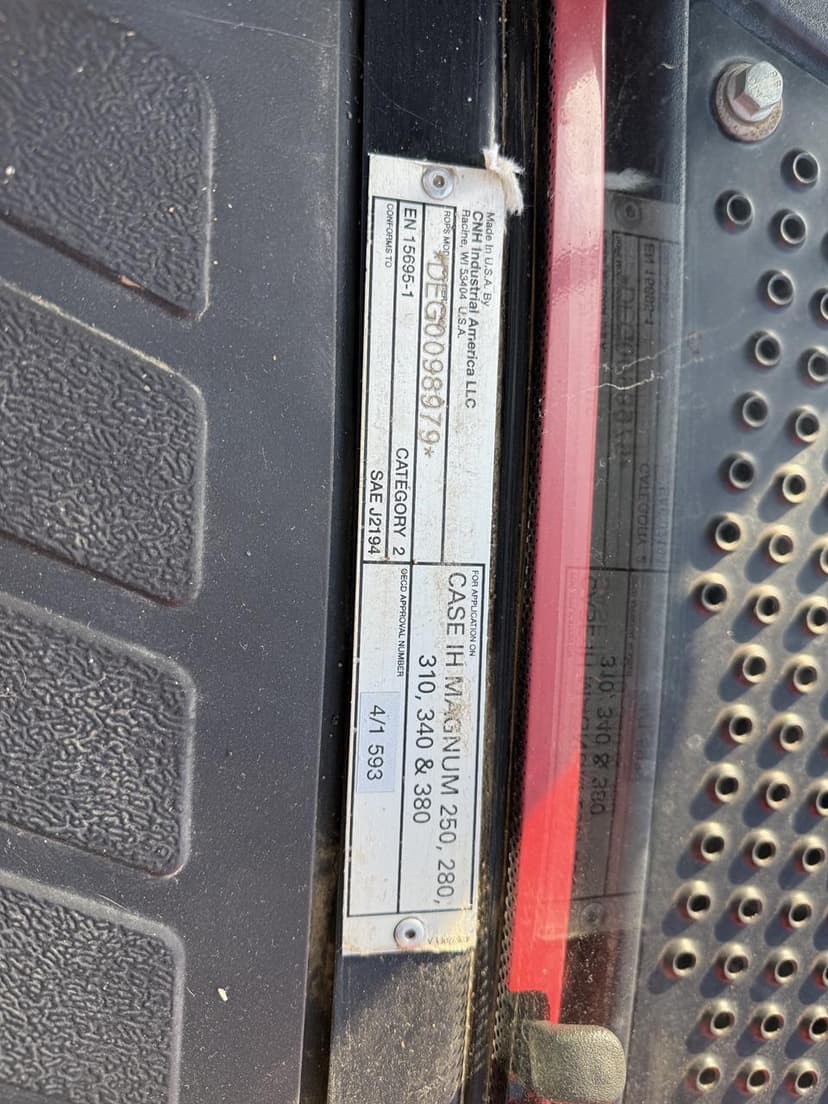 Made in U.S.A. By
CNH Industrial America LLC
Racine, WI 53404 U.S.A.
ROPS
*DEG0098979*
EN 15695-1
CATEGORY 2
CONFORMS TO
SAE J2194
FOR APPLICATION ON
CASE IH MAGNUM 250, 280,
310, 340 & 380
OECD APPROVAL NUMBER
4/1 593